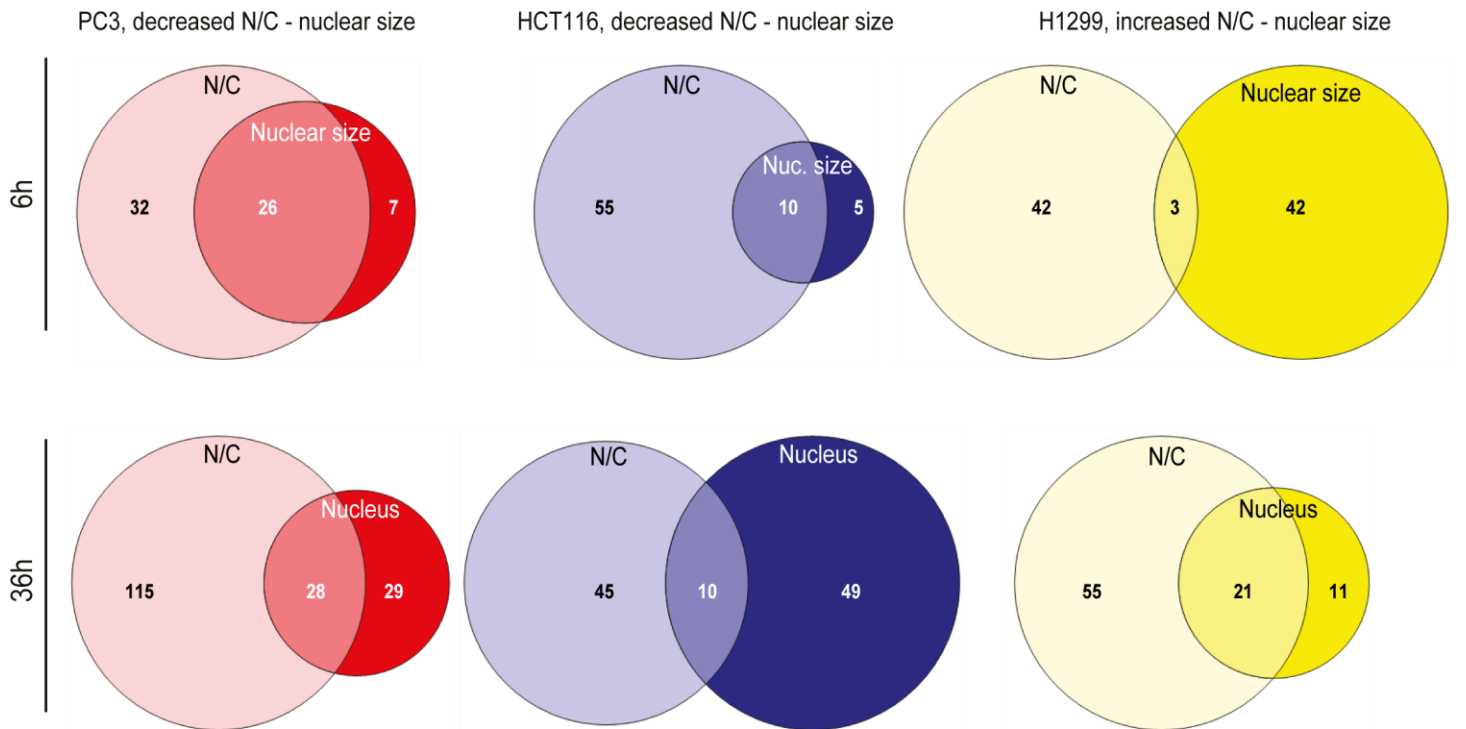 PC3, decreased N/C - nuclear size
HCT116, decreased N/C - nuclear size
H1299, increased N/C - nuclear size
6h
N/C
Nuclear size
32
26
7
N/C
Nuc. size
55
10
5
N/C
Nuclear size
42
3
42
36h
N/C
Nucleus
115
28
29
N/C
Nucleus
45
10
49
N/C
Nucleus
55
21
11